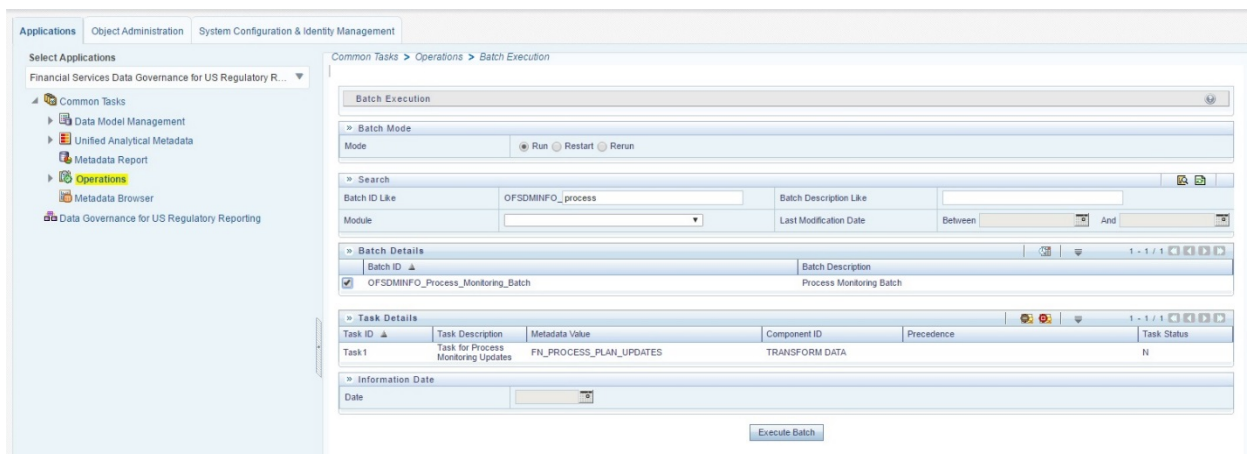 Applications Object Administration System Configuration & Identity Management
Select Applications
Financial Services Data Governance for US Regulatory R...
Common Tasks
Data Model Management
Unified Analytical Metadata
Metadata Report
Operations
Metadata Browser
Data Governance for US Regulatory Reporting
Common Tasks > Operations > Batch Execution
Batch Execution
» Batch Mode
Mode Run Restart Rerun
» Search
Batch ID Like OFSDMINFO_ process Batch Description Like
Module Last Modification Date Between And
» Batch Details 1 - 1 / 1
Batch ID Batch Description
OFSDMINFO_Process_Monitoring_Batch Process Monitoring Batch
» Task Details 1 - 1 / 1
Task ID Task Description Metadata Value Component ID Precedence Task Status
Task1 Task for Process Monitoring Updates FN_PROCESS_PLAN_UPDATES TRANSFORM DATA N
» Information Date
Date
Execute Batch